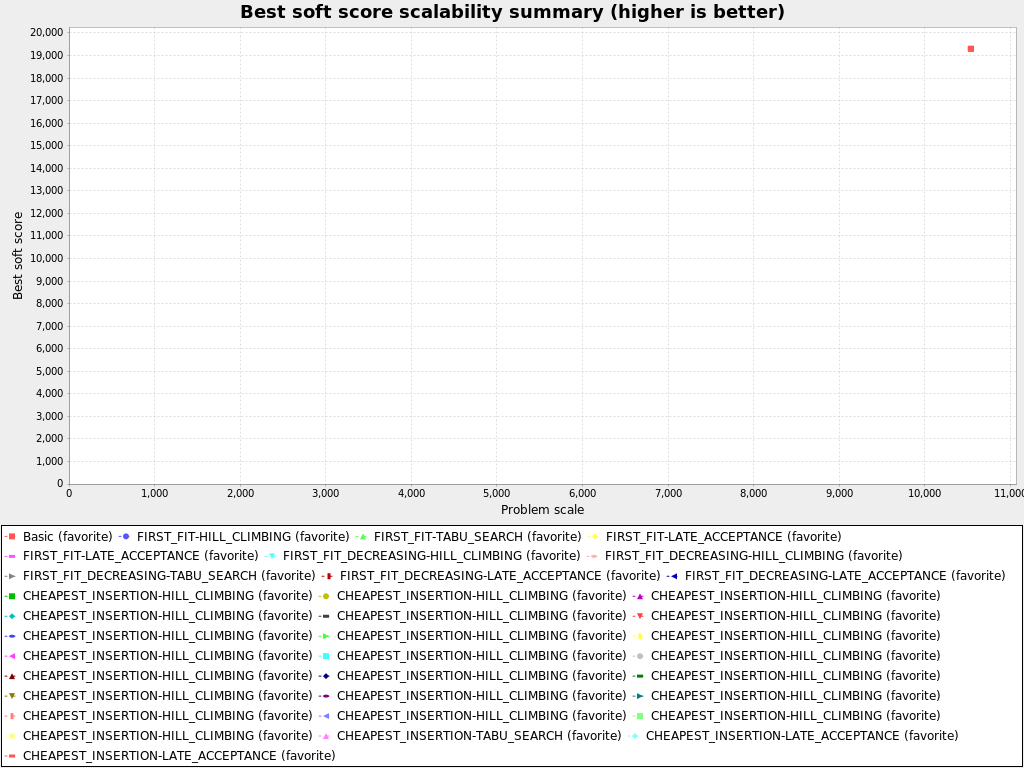 Best soft score scalability summary (higher is better)
20,000
19,000
18,000
17,000
16,000
15,000
14,000
13,000
12,000
11,000
10,000
9,000
8,000
7,000
6,000
5,000
4,000
3,000
2,000
1,000
0
Best soft score
0 1,000 2,000 3,000 4,000 5,000 6,000 7,000 8,000 9,000 10,000 11,000
Problem scale
Basic (favorite) FIRST_FIT-HILL_CLIMBING (favorite) FIRST_FIT-TABU_SEARCH (favorite) FIRST_FIT-LATE_ACCEPTANCE (favorite)
FIRST_FIT-LATE_ACCEPTANCE (favorite) FIRST_FIT_DECREASING-HILL_CLIMBING (favorite) FIRST_FIT_DECREASING-HILL_CLIMBING (favorite)
FIRST_FIT_DECREASING-TABU_SEARCH (favorite) FIRST_FIT_DECREASING-LATE_ACCEPTANCE (favorite) FIRST_FIT_DECREASING-LATE_ACCEPTANCE (favorite)
CHEAPEST_INSERTION-HILL_CLIMBING (favorite) CHEAPEST_INSERTION-HILL_CLIMBING (favorite) CHEAPEST_INSERTION-HILL_CLIMBING (favorite)
CHEAPEST_INSERTION-HILL_CLIMBING (favorite) CHEAPEST_INSERTION-HILL_CLIMBING (favorite) CHEAPEST_INSERTION-HILL_CLIMBING (favorite)
CHEAPEST_INSERTION-HILL_CLIMBING (favorite) CHEAPEST_INSERTION-HILL_CLIMBING (favorite) CHEAPEST_INSERTION-HILL_CLIMBING (favorite)
CHEAPEST_INSERTION-HILL_CLIMBING (favorite) CHEAPEST_INSERTION-HILL_CLIMBING (favorite) CHEAPEST_INSERTION-HILL_CLIMBING (favorite)
CHEAPEST_INSERTION-HILL_CLIMBING (favorite) CHEAPEST_INSERTION-HILL_CLIMBING (favorite) CHEAPEST_INSERTION-HILL_CLIMBING (favorite)
CHEAPEST_INSERTION-HILL_CLIMBING (favorite) CHEAPEST_INSERTION-HILL_CLIMBING (favorite) CHEAPEST_INSERTION-HILL_CLIMBING (favorite)
CHEAPEST_INSERTION-HILL_CLIMBING (favorite) CHEAPEST_INSERTION-HILL_CLIMBING (favorite) CHEAPEST_INSERTION-HILL_CLIMBING (favorite)
CHEAPEST_INSERTION-HILL_CLIMBING (favorite) CHEAPEST_INSERTION-TABU_SEARCH (favorite) CHEAPEST_INSERTION-LATE_ACCEPTANCE (favorite)
CHEAPEST_INSERTION-LATE_ACCEPTANCE (favorite)